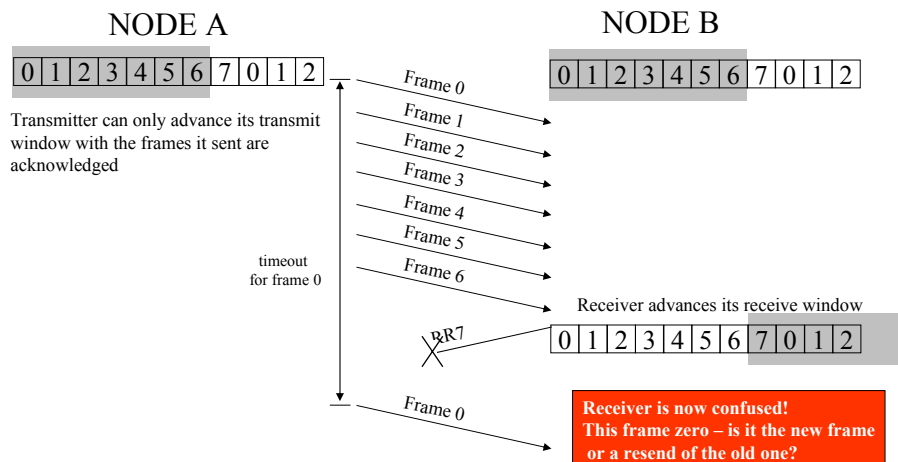 NODE A
NODE B
0 1 2 3 4 5 6 7 0 1 2
0 1 2 3 4 5 6 7 0 1 2
Transmitter can only advance its transmit
window with the frames it sent are
acknowledged
Frame 0
Frame 1
Frame 2
Frame 3
Frame 4
Frame 5
Frame 6
timeout
for frame 0
Receiver advances its receive window
RR7
0 1 2 3 4 5 6 7 0 1 2
Frame 0
Receiver is now confused!
This frame zero – is it the new frame
or a resend of the old one?